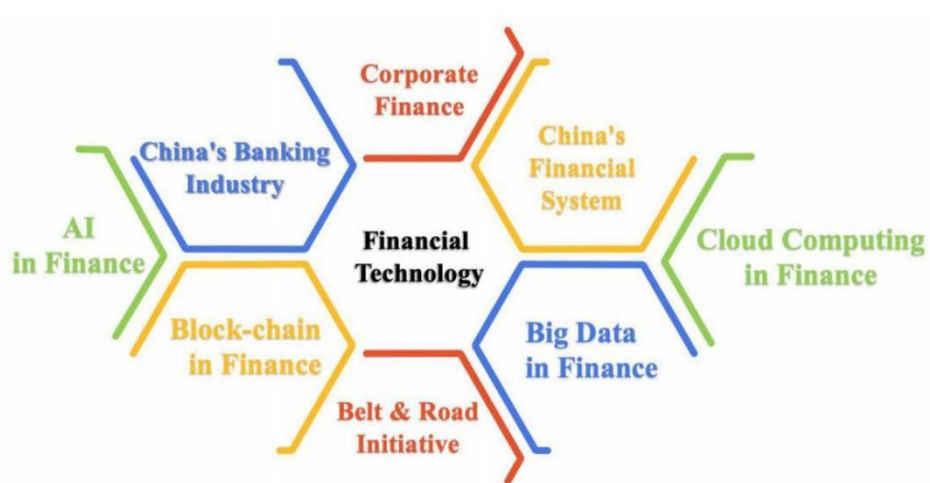 Corporate
Finance
China's Banking
Industry
China's
Financial
System
AI
in Finance
Financial
Technology
Cloud Computing
in Finance
Block-chain
in Finance
Big Data
in Finance
Belt & Road
Initiative